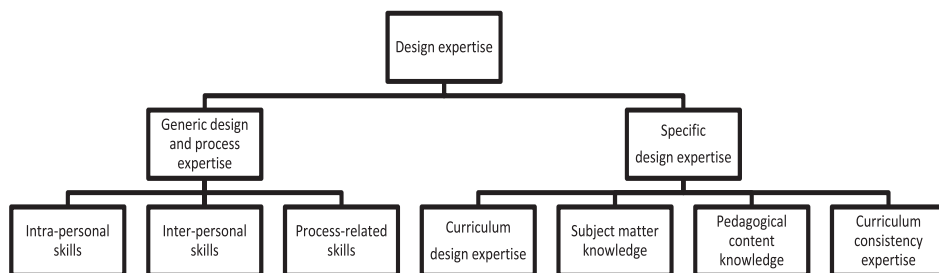 Design expertise
Generic design
and process
expertise
Specific
design expertise
Intra-personal
skills
Inter-personal
skills
Process-related
skills
Curriculum
design expertise
Subject matter
knowledge
Pedagogical
content
knowledge
Curriculum
consistency
expertise